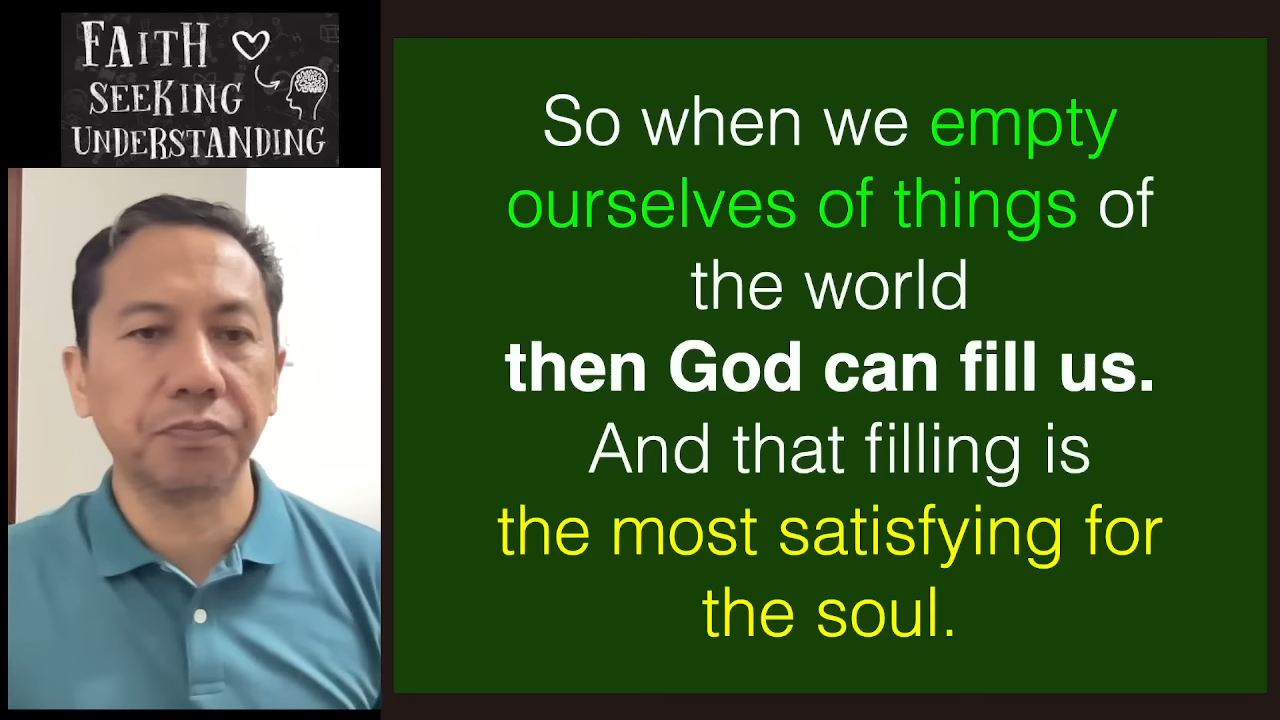 FAITH
SEEKING
UNDERSTANDING
So when we empty
ourselves of things of
the world
then God can fill us.
And that filling is
the most satisfying for
the soul.